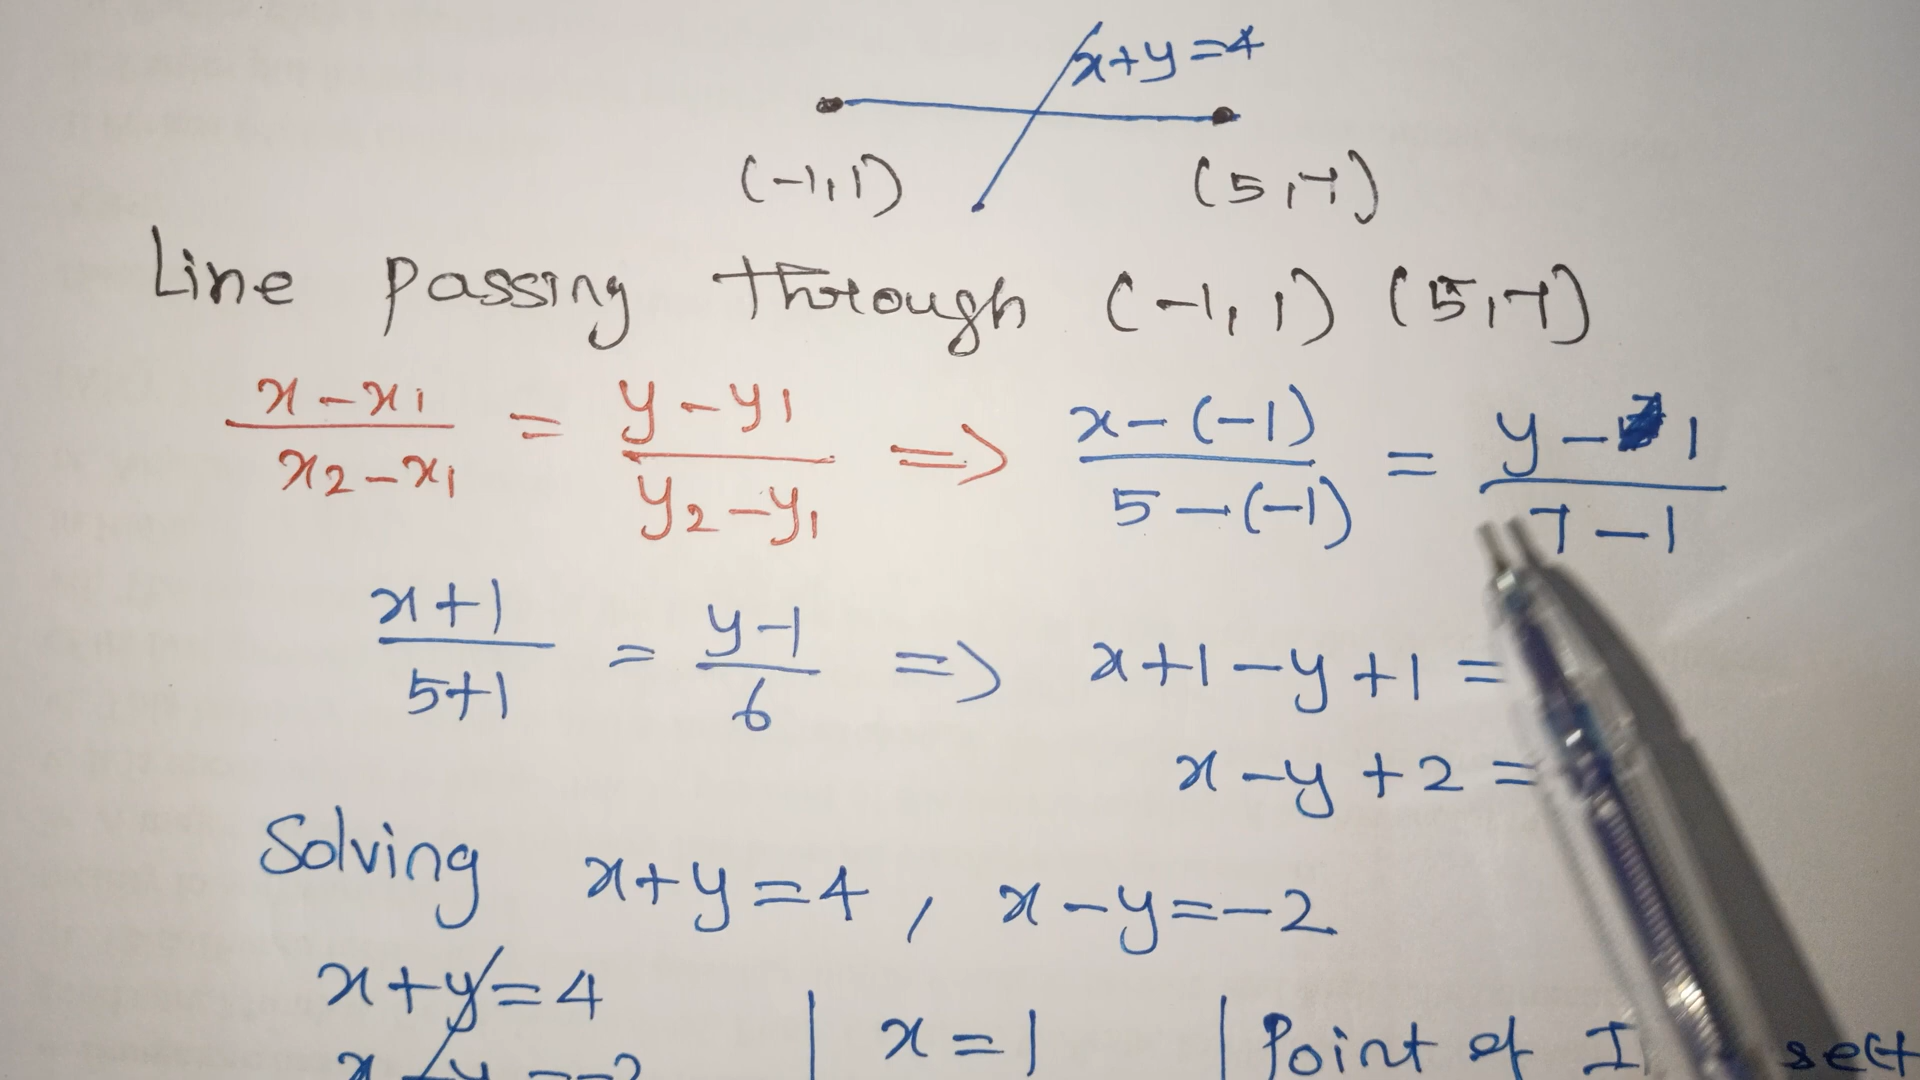 x+y=4
(-1,1) (5,7)
Line passing through (-1,1) (5,7)
x-x1/x2-x1 = y-y1/y2-y1 => x-(-1)/5-(-1) = y-1/7-1
x+1/5+1 = y-1/6 => x+1-y+1=
x-y+2=
Solving x+y=4, x-y=-2
x+y=4 | x=1 | Point of I sect
x-y=-2